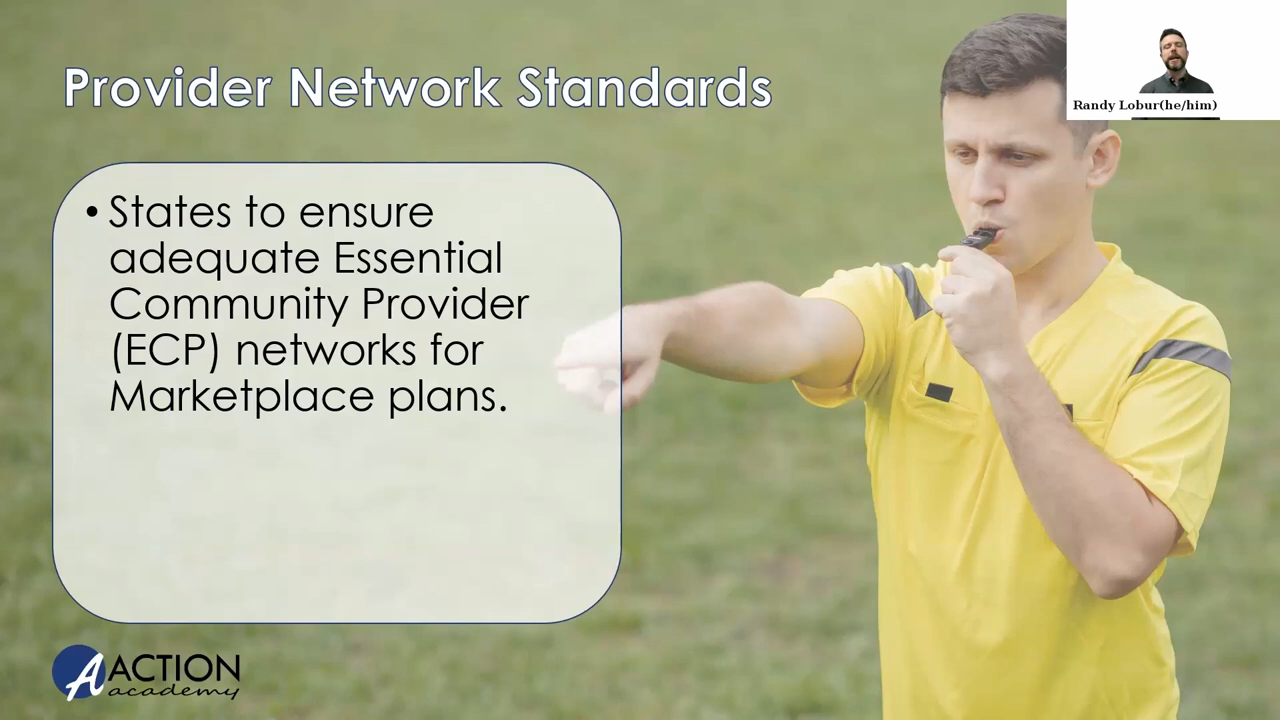 Provider Network Standards
Randy Lobur(he/him)
• States to ensure
adequate Essential
Community Provider
(ECP) networks for
Marketplace plans.
A ACTION
academy